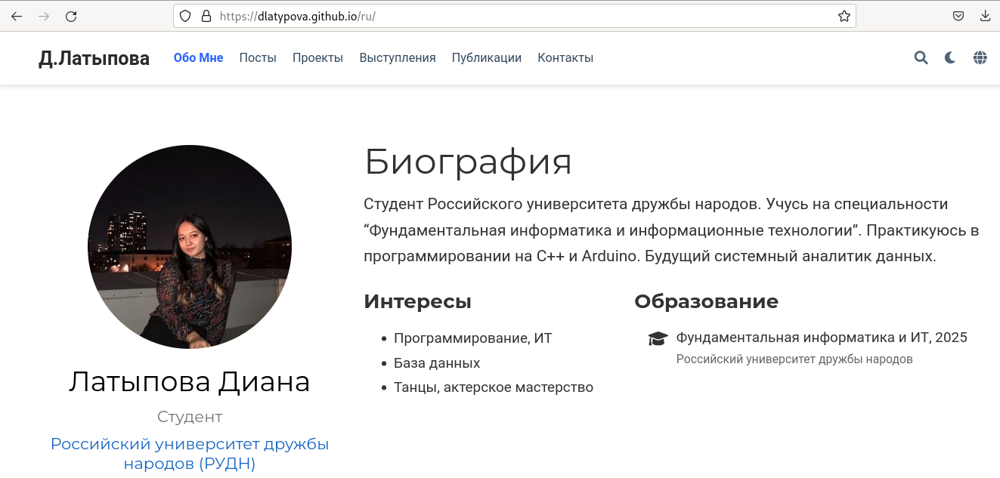 https://dlatypova.github.io/ru/
Д.Латыпова Обо Мне Посты Проекты Выступления Публикации Контакты
Биография
Студент Российского университета дружбы народов. Учусь на специальности
“Фундаментальная информатика и информационные технологии”. Практикуюсь в
программировании на C++ и Arduino. Будущий системный аналитик данных.
Интересы
• Программирование, ИТ
• База данных
• Танцы, актерское мастерство
Образование
Фундаментальная информатика и ИТ, 2025
Российский университет дружбы народов
Латыпова Диана
Студент
Российский университет дружбы
народов (РУДН)